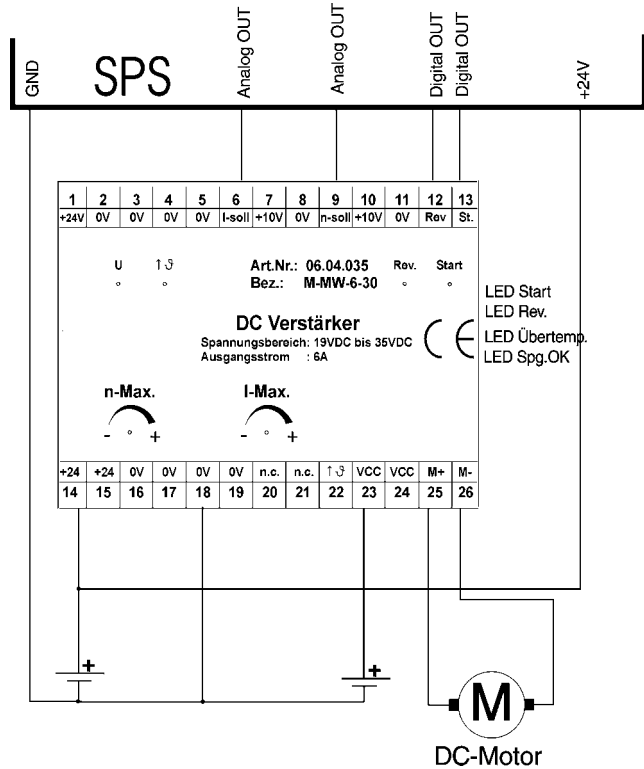 GND
SPS
Analog OUT
Analog OUT
Digital OUT
Digital OUT
+24V
1 2 3 4 5 6 7 8 9 10 11 12 13
+24V 0V 0V 0V 0V I-soll +10V 0V n-soll +10V 0V Rev St.
U ↑ϑ Art.Nr.: 06.04.035 Rev. Start
Bez.: M-MW-6-30
LED Start
LED Rev.
LED Übertemp.
LED Spg.OK
DC Verstärker
Spannungsbereich: 19VDC bis 35VDC
Ausgangsstrom : 6A
n-Max. I-Max.
- + - +
+24 +24 0V 0V 0V 0V n.c. n.c. ↑ϑ VCC VCC M+ M-
14 15 16 17 18 19 20 21 22 23 24 25 26
+ +
M
DC-Motor